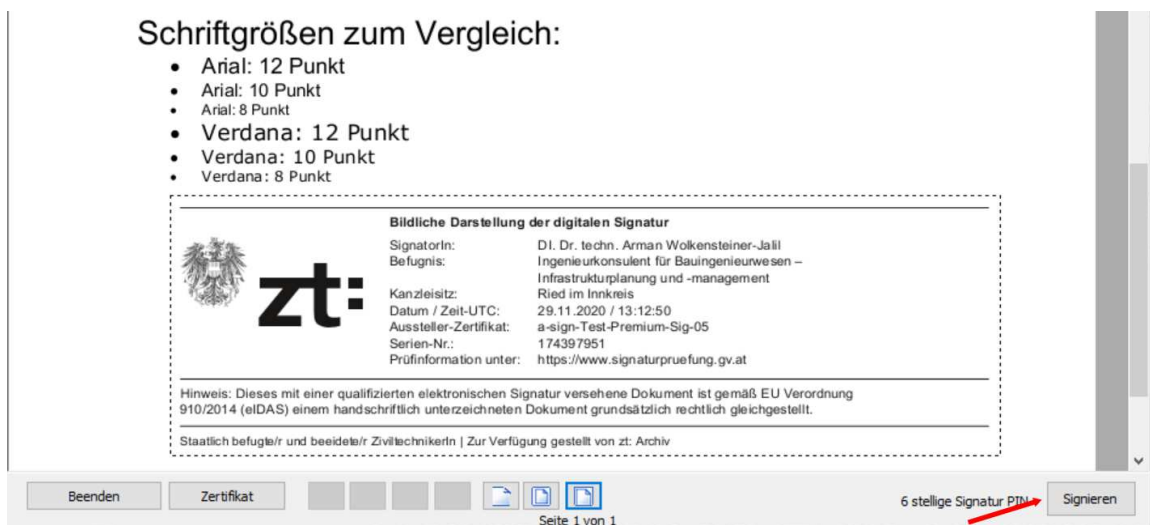 Schriftgrößen zum Vergleich:
• Arial: 12 Punkt
• Arial: 10 Punkt
• Arial: 8 Punkt
• Verdana: 12 Punkt
• Verdana: 10 Punkt
• Verdana: 8 Punkt
Bildliche Darstellung der digitalen Signatur
zt:
SignatorIn: DI. Dr. techn. Arman Wolkensteiner-Jalil
Befugnis: Ingenieurkonsulent für Bauingenieurwesen –
Infrastrukturplanung und -management
Kanzleisitz: Ried im Innkreis
Datum / Zeit-UTC: 29.11.2020 / 13:12:50
Aussteller-Zertifikat: a-sign-Test-Premium-Sig-05
Serien-Nr.: 174397951
Prüfinformation unter: https://www.signaturpruefung.gv.at
Hinweis: Dieses mit einer qualifizierten elektronischen Signatur versehene Dokument ist gemäß EU Verordnung
910/2014 (eIDAS) einem handschriftlich unterzeichneten Dokument grundsätzlich rechtlich gleichgestellt.
Staatlich befugte/r und beeidete/r ZiviltechnikerIn | Zur Verfügung gestellt von zt: Archiv
Beenden Zertifikat 6 stellige Signatur PIN Signieren
Seite 1 von 1